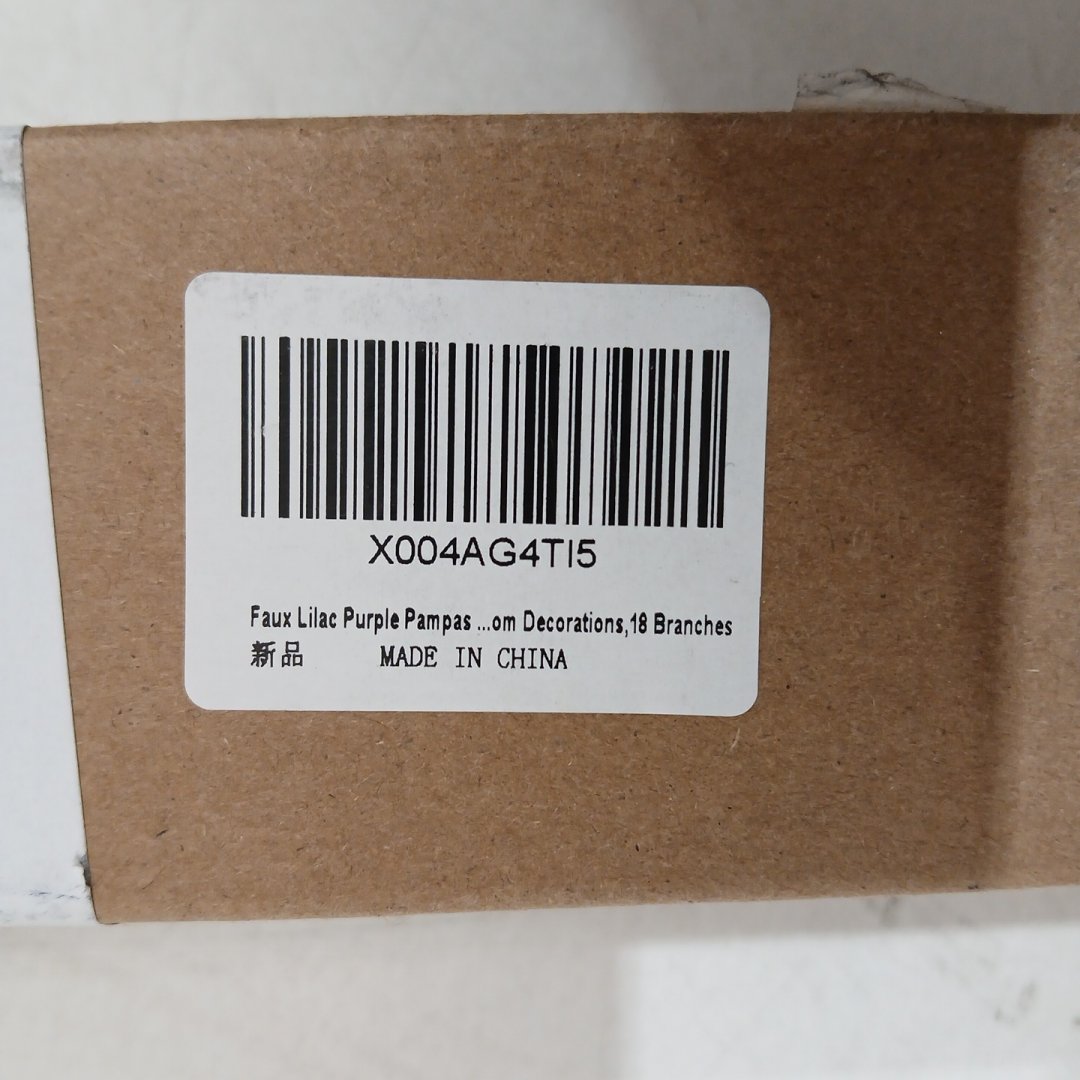 X004AG4TI5
Faux Lilac Purple Pampas ...om Decorations,18 Branches
新品 MADE IN CHINA